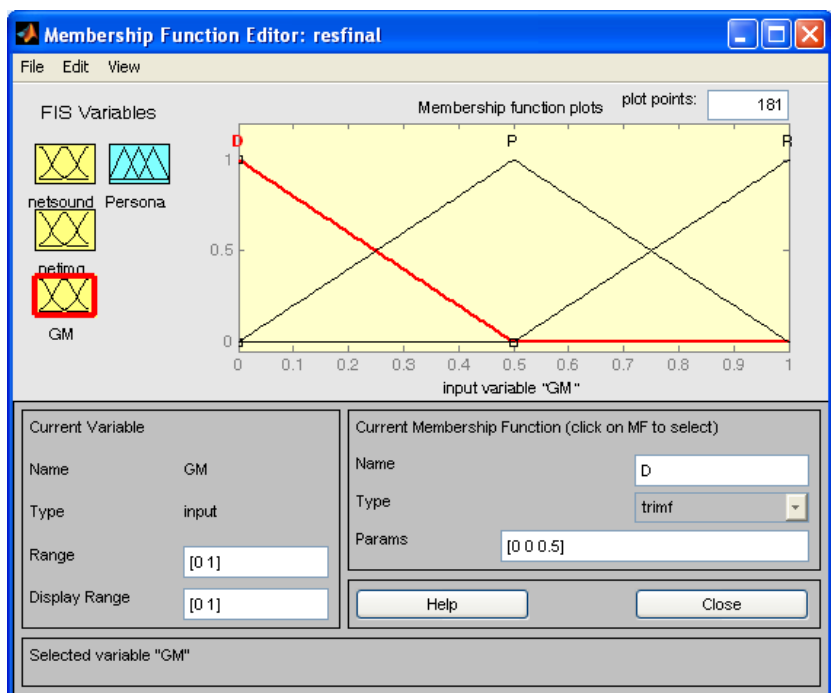 Membership Function Editor: resfinal
File Edit View
FIS Variables
Membership function plots
plot points:
181
netsound Persona
netimg
GM
D
P
R
1
0.5
0
0 0.1 0.2 0.3 0.4 0.5 0.6 0.7 0.8 0.9 1
input variable "GM"
Current Variable
Name GM
Type input
Range [0 1]
Display Range [0 1]
Current Membership Function (click on MF to select)
Name D
Type trimf
Params [0 0 0.5]
Help Close
Selected variable "GM"